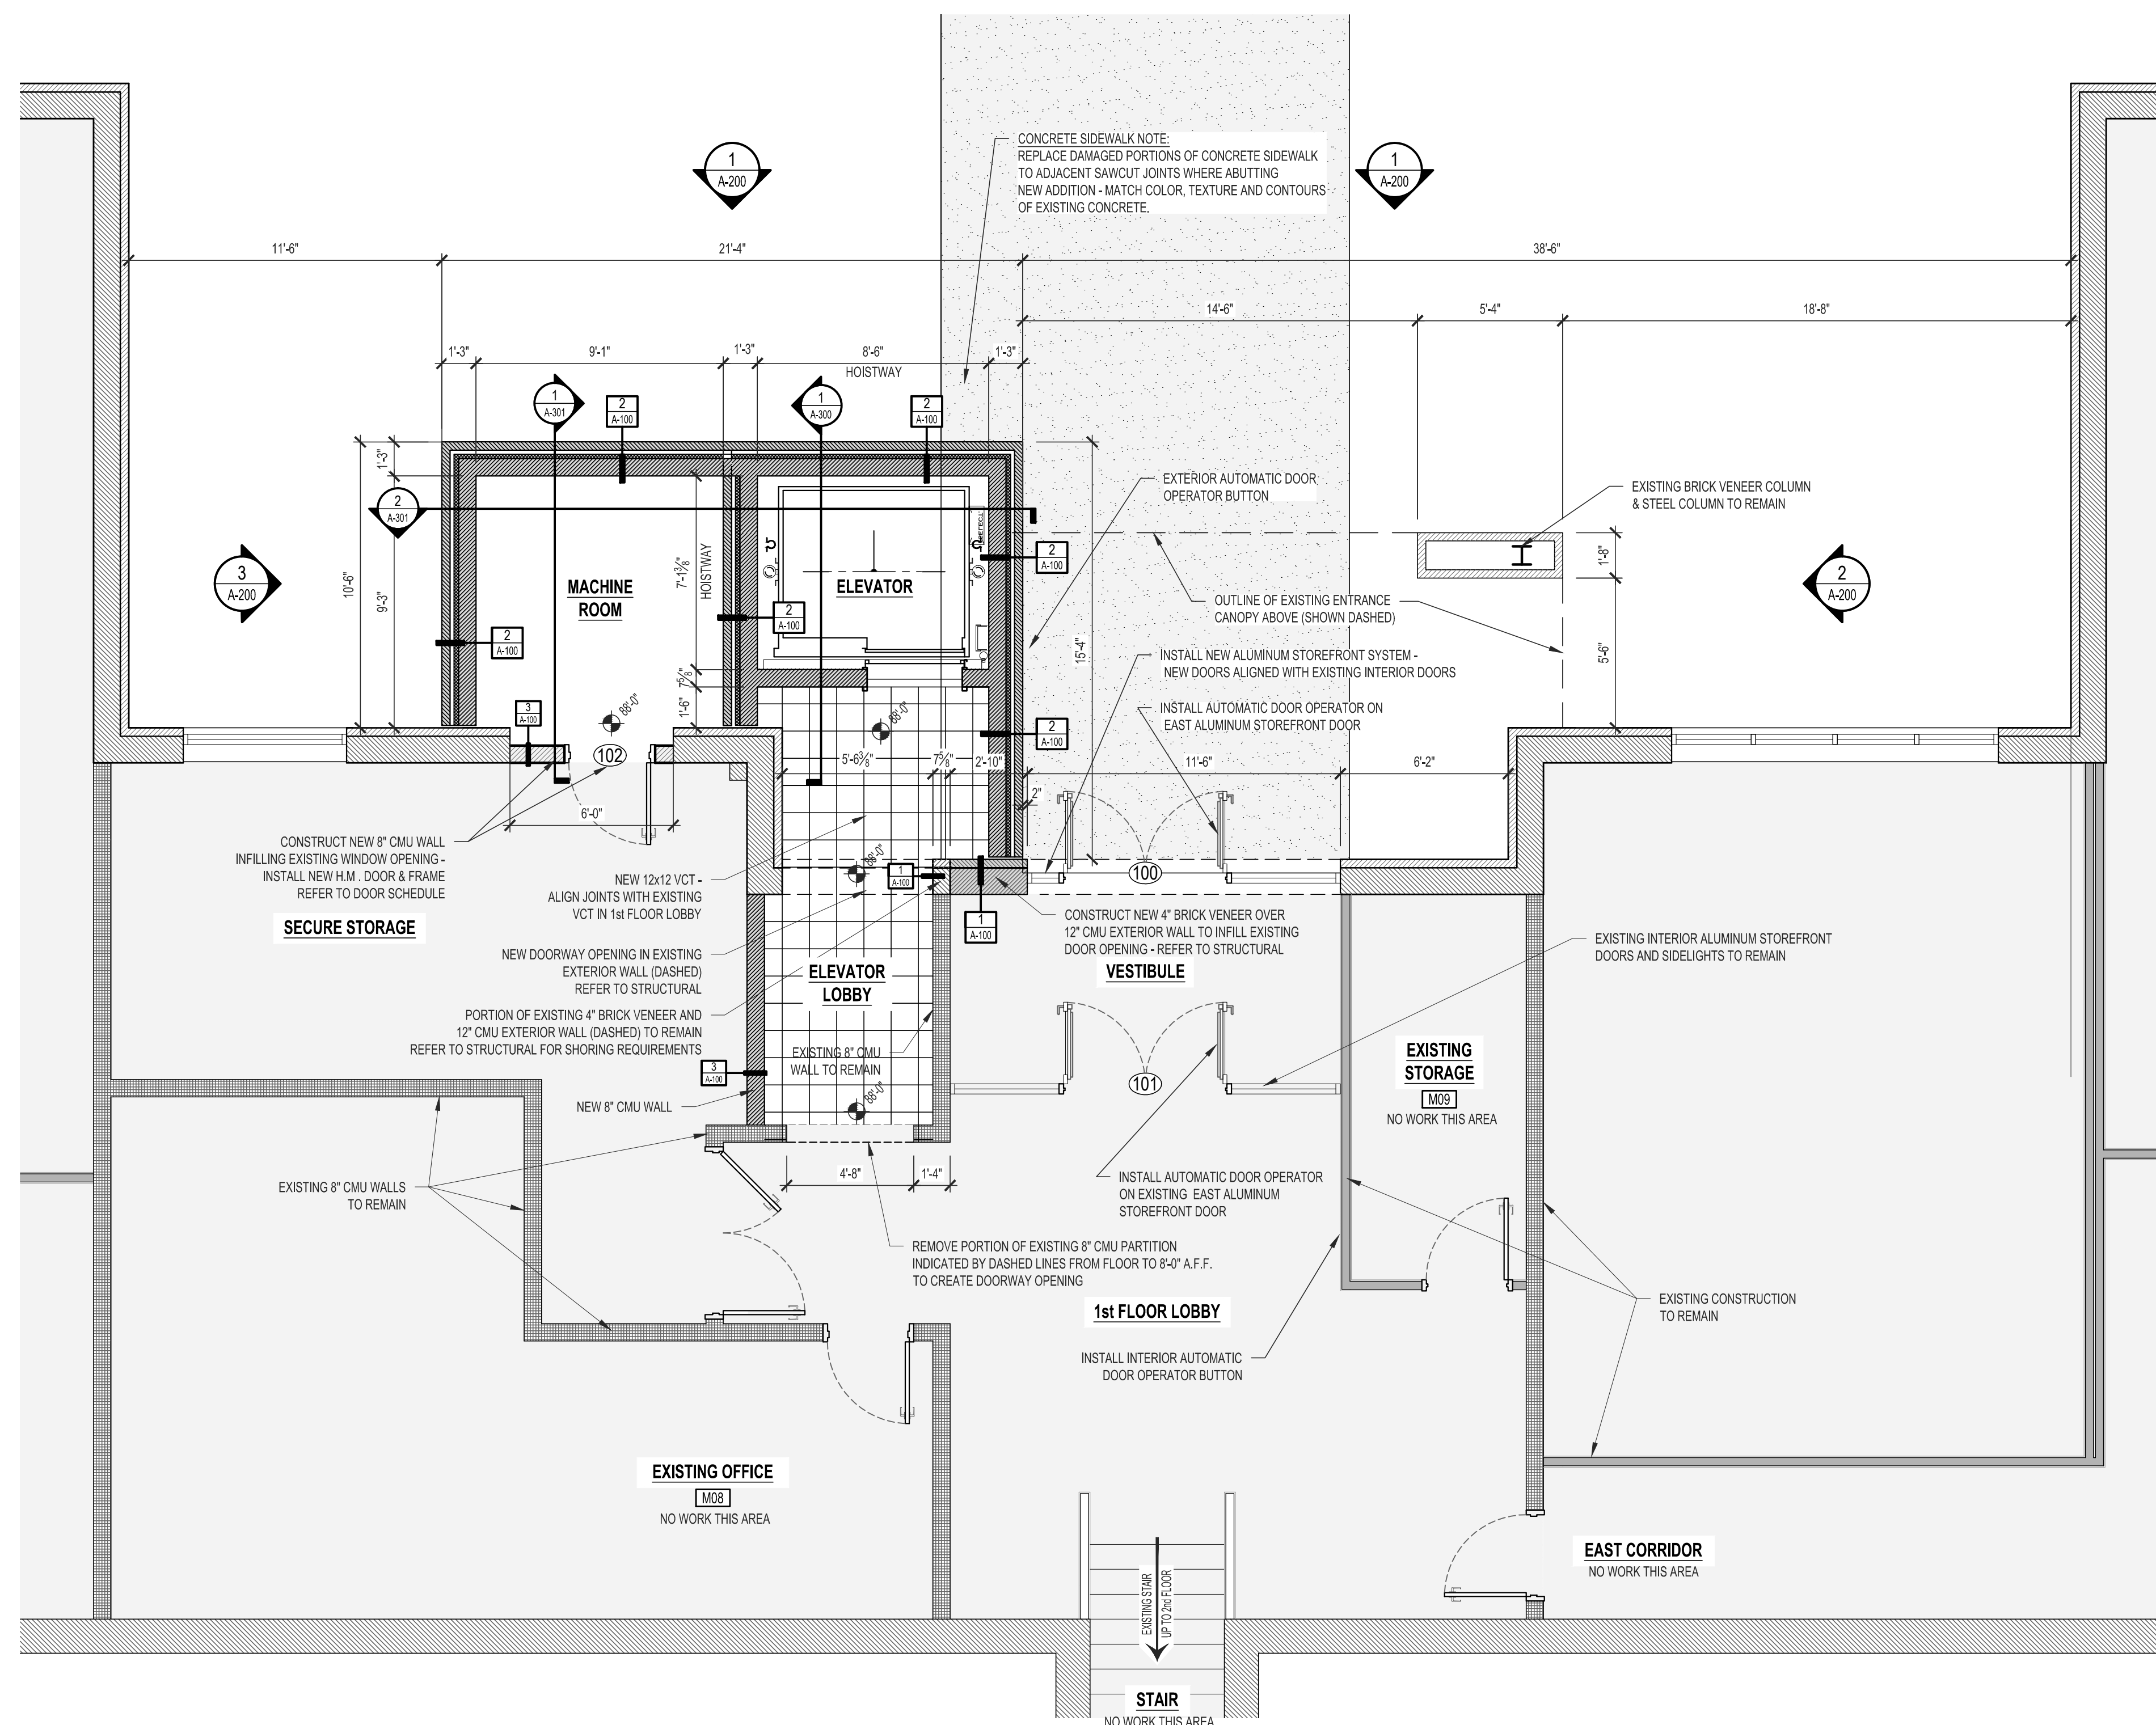 CONCRETE SIDEWALK NOTE:
REPLACE DAMAGED PORTIONS OF CONCRETE SIDEWALK
TO ADJACENT SAWCUT JOINTS WHERE ABUTTING
NEW ADDITION - MATCH COLOR, TEXTURE AND CONTOURS
OF EXISTING CONCRETE.
1
A-200
1
A-200
11'-6"
21'-4"
38'-6"
14'-6"
5'-4"
18'-8"
1'-3"
9'-1"
1'-3"
8'-6"
HOISTWAY
1'-3"
1
A-301
2
A-100
1
A-300
2
A-100
1'-3"
2
A-301
10'-6"
9'-3"
3
A-200
EXTERIOR AUTOMATIC DOOR
OPERATOR BUTTON
EXISTING BRICK VENEER COLUMN
& STEEL COLUMN TO REMAIN
1'-8"
2
A-100
7'-1⅜"
HOISTWAY
MACHINE
ROOM
ELEVATOR
2
A-200
2
A-100
2
A-100
OUTLINE OF EXISTING ENTRANCE
CANOPY ABOVE (SHOWN DASHED)
15'-4"
5'-6"
INSTALL NEW ALUMINUM STOREFRONT SYSTEM -
NEW DOORS ALIGNED WITH EXISTING INTERIOR DOORS
7⅝"
1'-6"
3
A-100
88'-0"
88'-0"
2
A-100
INSTALL AUTOMATIC DOOR OPERATOR ON
EAST ALUMINUM STOREFRONT DOOR
102
5'-6⅜"
7⅝"
2'-10"
11'-6"
6'-2"
2"
6'-0"
CONSTRUCT NEW 8" CMU WALL
INFILLING EXISTING WINDOW OPENING -
INSTALL NEW H.M . DOOR & FRAME
REFER TO DOOR SCHEDULE
SECURE STORAGE
NEW 12x12 VCT -
ALIGN JOINTS WITH EXISTING
VCT IN 1st FLOOR LOBBY
88'-0"
1
A-100
100
1
A-100
CONSTRUCT NEW 4" BRICK VENEER OVER
12" CMU EXTERIOR WALL TO INFILL EXISTING
DOOR OPENING - REFER TO STRUCTURAL
NEW DOORWAY OPENING IN EXISTING
EXTERIOR WALL (DASHED)
REFER TO STRUCTURAL
ELEVATOR
LOBBY
VESTIBULE
EXISTING INTERIOR ALUMINUM STOREFRONT
DOORS AND SIDELIGHTS TO REMAIN
PORTION OF EXISTING 4" BRICK VENEER AND
12" CMU EXTERIOR WALL (DASHED) TO REMAIN
REFER TO STRUCTURAL FOR SHORING REQUIREMENTS
EXISTING 8" CMU
WALL TO REMAIN
3
A-100
101
EXISTING
STORAGE
M09
NO WORK THIS AREA
NEW 8" CMU WALL
88'-0"
EXISTING 8" CMU WALLS
TO REMAIN
4'-8"
1'-4"
INSTALL AUTOMATIC DOOR OPERATOR
ON EXISTING EAST ALUMINUM
STOREFRONT DOOR
REMOVE PORTION OF EXISTING 8" CMU PARTITION
INDICATED BY DASHED LINES FROM FLOOR TO 8'-0" A.F.F.
TO CREATE DOORWAY OPENING
1st FLOOR LOBBY
EXISTING CONSTRUCTION
TO REMAIN
INSTALL INTERIOR AUTOMATIC
DOOR OPERATOR BUTTON
EXISTING OFFICE
M08
NO WORK THIS AREA
EAST CORRIDOR
NO WORK THIS AREA
EXISTING STAIR
UP TO 2nd FLOOR
STAIR
NO WORK THIS AREA